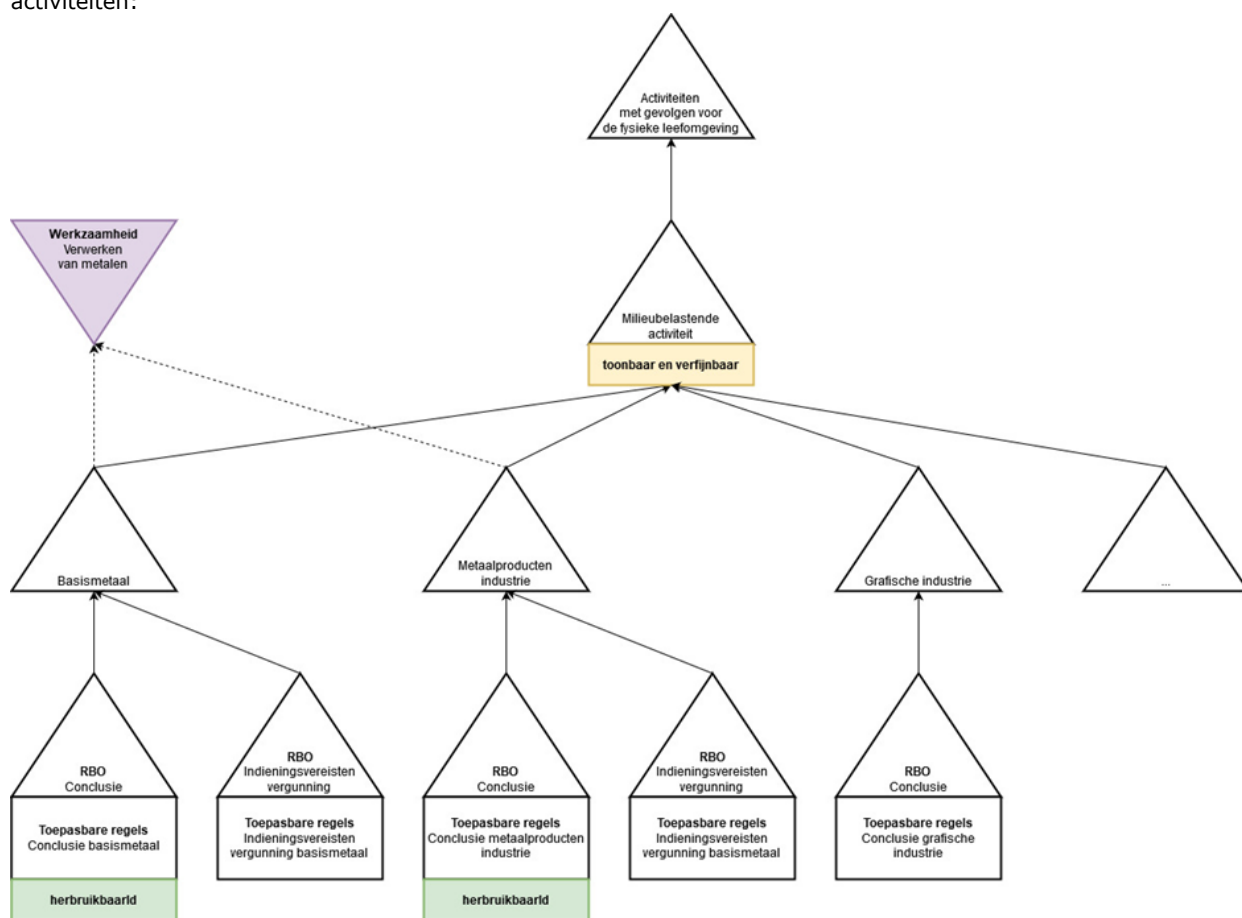 activiteiten:
Activiteiten
met gevolgen voor
de fysieke leefomgeving
Werkzaamheid
Verwerken
van metalen
Milieubelastende
activiteit
toonbaar en verfijnbaar
Basismetaal
Metaalproducten
industrie
Grafische industrie
...
RBO
Conclusie
RBO
Indieningsvereisten
vergunning
RBO
Conclusie
RBO
Indieningsvereisten
vergunning
RBO
Conclusie
Toepasbare regels
Conclusie basismetaal
Toepasbare regels
Indieningsvereisten
vergunning basismetaal
Toepasbare regels
Conclusie metaalproducten
industrie
Toepasbare regels
Indieningsvereisten
vergunning basismetaal
Toepasbare regels
Conclusie grafische
industrie
herbruikbaarId
herbruikbaarId